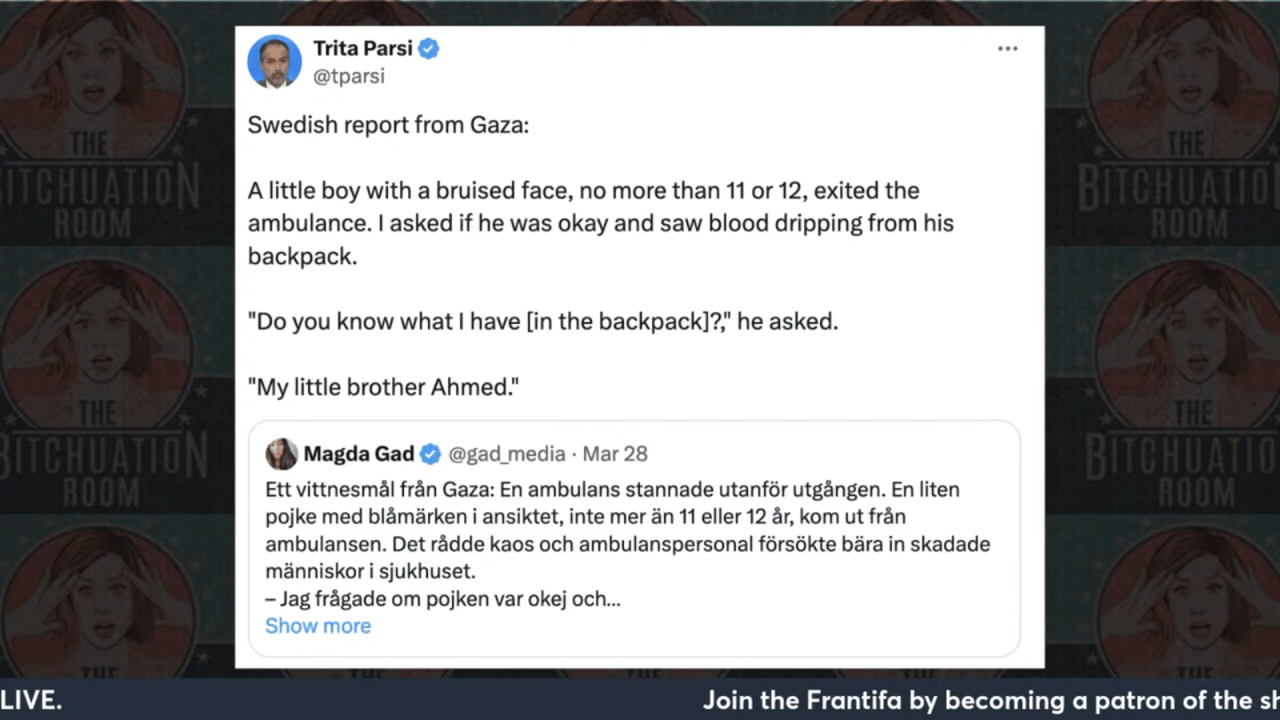 Trita Parsi
@tparsi
Swedish report from Gaza:
A little boy with a bruised face, no more than 11 or 12, exited the
ambulance. I asked if he was okay and saw blood dripping from his
backpack.
"Do you know what I have [in the backpack]?," he asked.
"My little brother Ahmed."
Magda Gad @gad_media · Mar 28
Ett vittnesmål från Gaza: En ambulans stannade utanför utgången. En liten
pojke med blåmärken i ansiktet, inte mer än 11 eller 12 år, kom ut från
ambulansen. Det rådde kaos och ambulanspersonal försökte bära in skadade
människor i sjukhuset.
– Jag frågade om pojken var okej och...
Show more
THE
BITCHUATION
ROOM
THE
BITCHUATIO
ROOM
THE
BITCHUATION
ROOM
THE
BITCHUATIO
ROOM
THE
THE
LIVE.
Join the Frantifa by becoming a patron of the sh